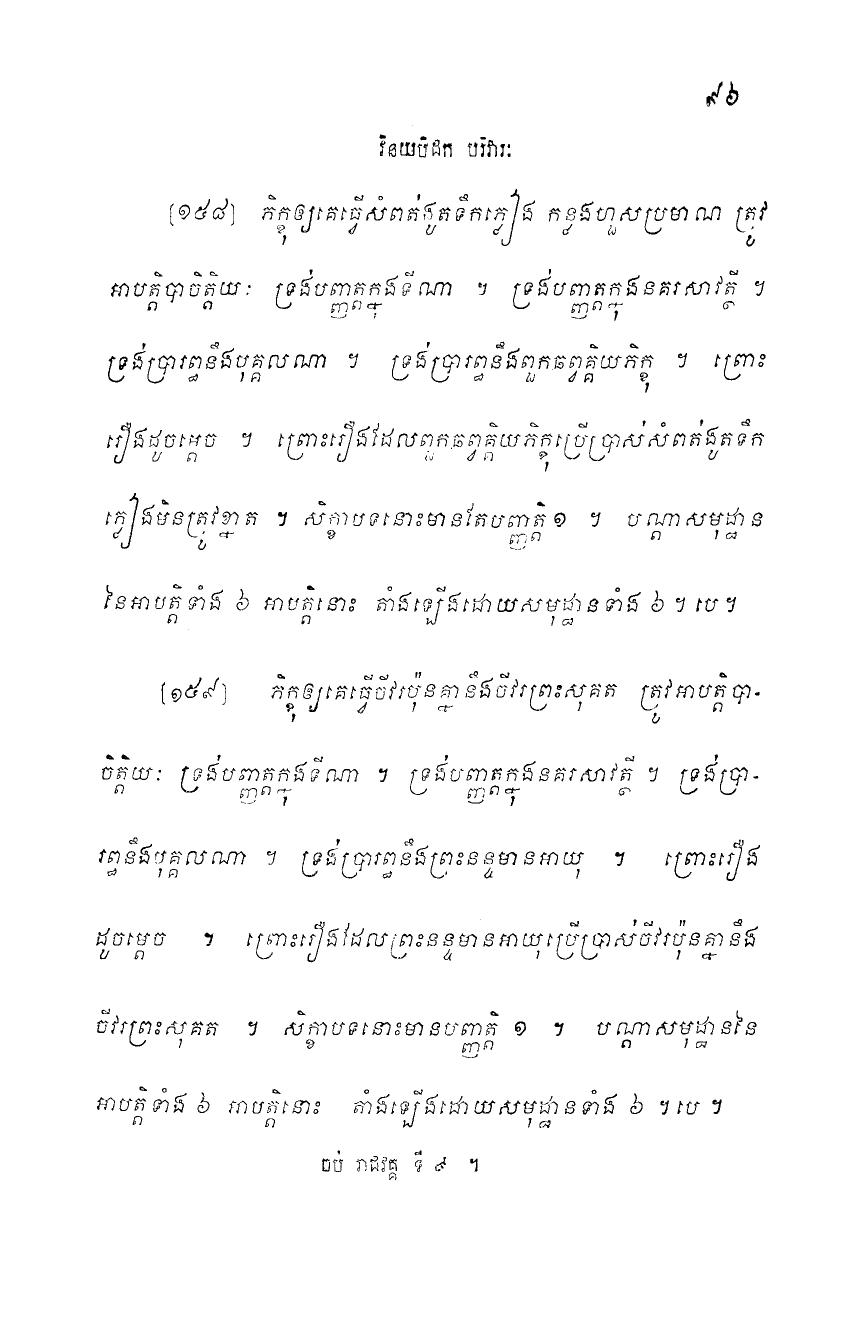 ៩៦
វិនយបិដក បរិវារៈ
[១៥៨] ភិក្ខុឲ្យគេធ្វើសំពត់ងូតទឹកភ្លៀង កន្លងហួសប្រមាណ ត្រូវ
អាបត្តិបាចិត្តិយៈ ទ្រង់បញ្ញត្តក្នុងទីណា ។ ទ្រង់បញ្ញត្តក្នុងនគរសាវត្ថី ។
ទ្រង់ប្រារព្ធនឹងបុគ្គលណា ។ ទ្រង់ប្រារព្ធនឹងពួកឆព្វគ្គិយភិក្ខុ ។ ព្រោះ
រឿងដូចម្តេច ។ ព្រោះរឿងដែលពួកឆព្វគ្គិយភិក្ខុប្រើប្រាស់សំពត់ងូតទឹក
ភ្លៀងមិនត្រូវខ្នាត ។ សិក្ខាបទនោះមានតែបញ្ញត្តិ ១ ។ បណ្តាសមុដ្ឋាន
នៃអាបត្តិទាំង ៦ អាបត្តិនោះ តាំងឡើងដោយសមុដ្ឋានទាំង ៦ ។ បេ ។
[១៥៩] ភិក្ខុឲ្យគេធ្វើចីវរប៉ុនគ្នានឹងចីវរព្រះសុគត ត្រូវអាបត្តិបា-
ចិត្តិយៈ ទ្រង់បញ្ញត្តក្នុងទីណា ។ ទ្រង់បញ្ញត្តក្នុងនគរសាវត្ថី ។ ទ្រង់ប្រា-
រព្ធនឹងបុគ្គលណា ។ ទ្រង់ប្រារព្ធនឹងព្រះនន្ទមានអាយុ ។ ព្រោះរឿង
ដូចម្តេច ។ ព្រោះរឿងដែលព្រះនន្ទមានអាយុប្រើប្រាស់ចីវរប៉ុនគ្នានឹង
ចីវរព្រះសុគត ។ សិក្ខាបទនោះមានបញ្ញត្តិ ១ ។ បណ្តាសមុដ្ឋាននៃ
អាបត្តិទាំង ៦ អាបត្តិនោះ តាំងឡើងដោយសមុដ្ឋានទាំង ៦ ។ បេ ។
ចប់ រាជវគ្គ ទី ៩ ។